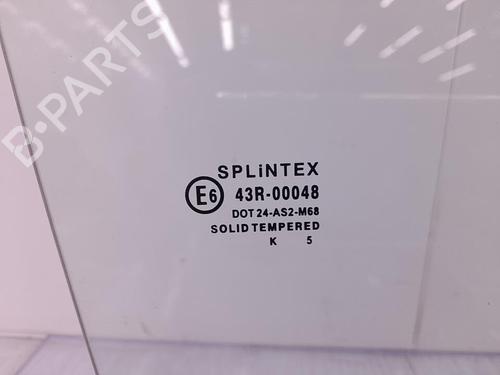 B-PARTS
SPLiNTEX
E6 43R-00048
DOT 24-AS2-M68
SOLID TEMPERED
K 5